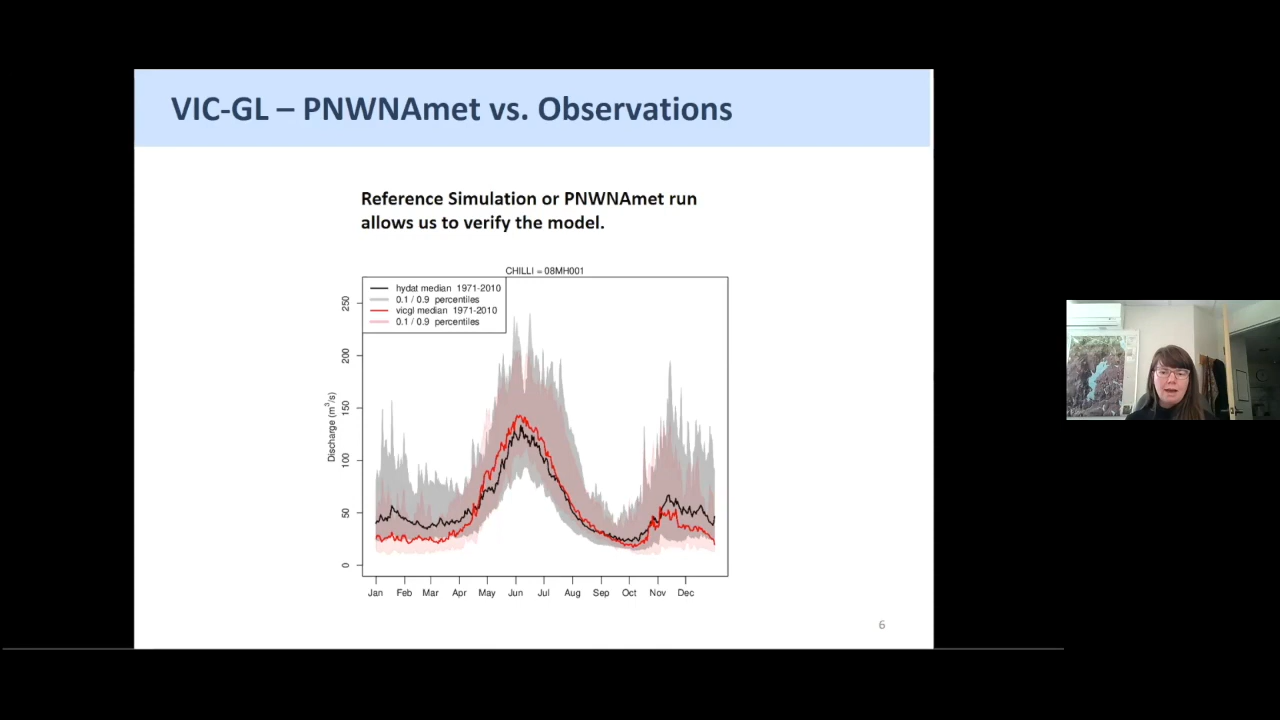 VIC-GL – PNWNAmet vs. Observations
Reference Simulation or PNWNAmet run
allows us to verify the model.
CHILLI = 08MH001
hydat median 1971-2010
0.1 / 0.9 percentiles
vicgl median 1971-2010
0.1 / 0.9 percentiles
Discharge (m³/s)
250
200
150
100
50
0
Jan Feb Mar Apr May Jun Jul Aug Sep Oct Nov Dec
6